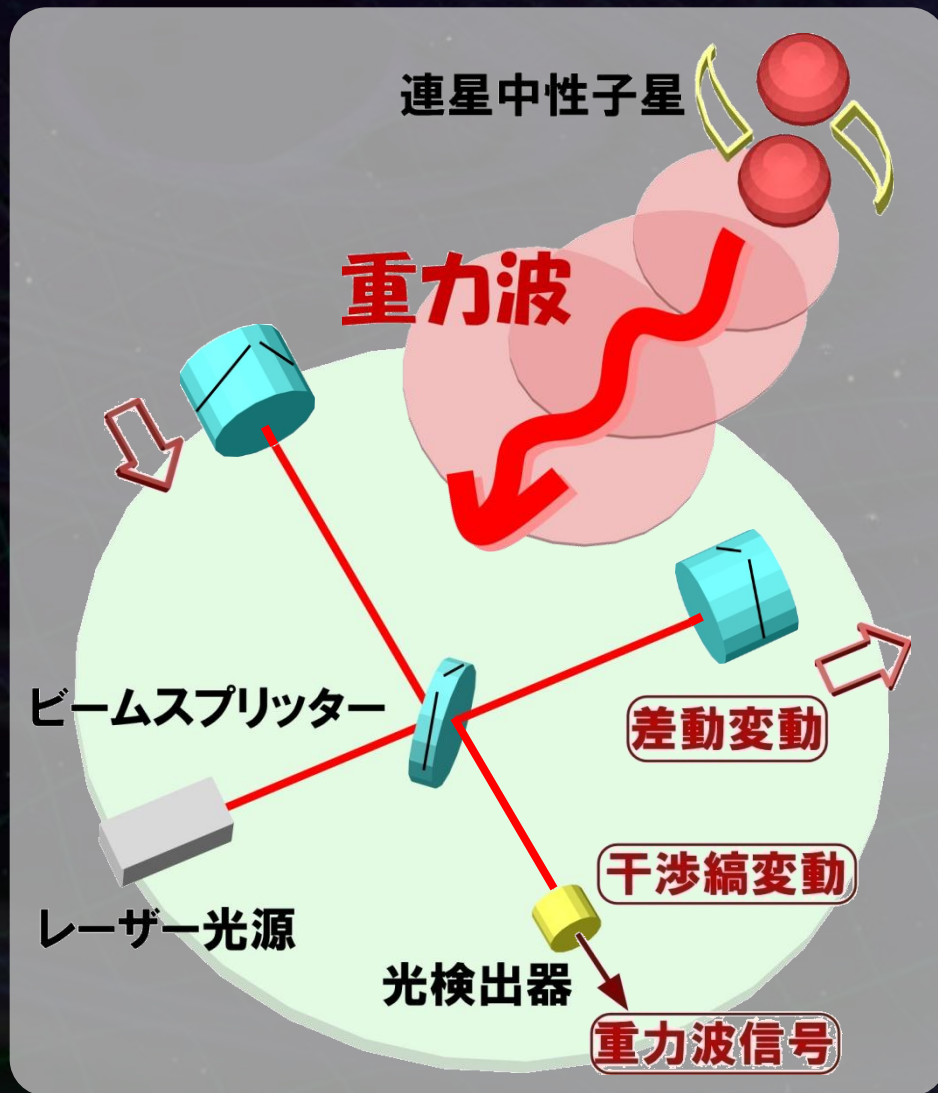 連星中性子星
重力波
ビームスプリッター
差動変動
干渉縞変動
レーザー光源
光検出器
重力波信号